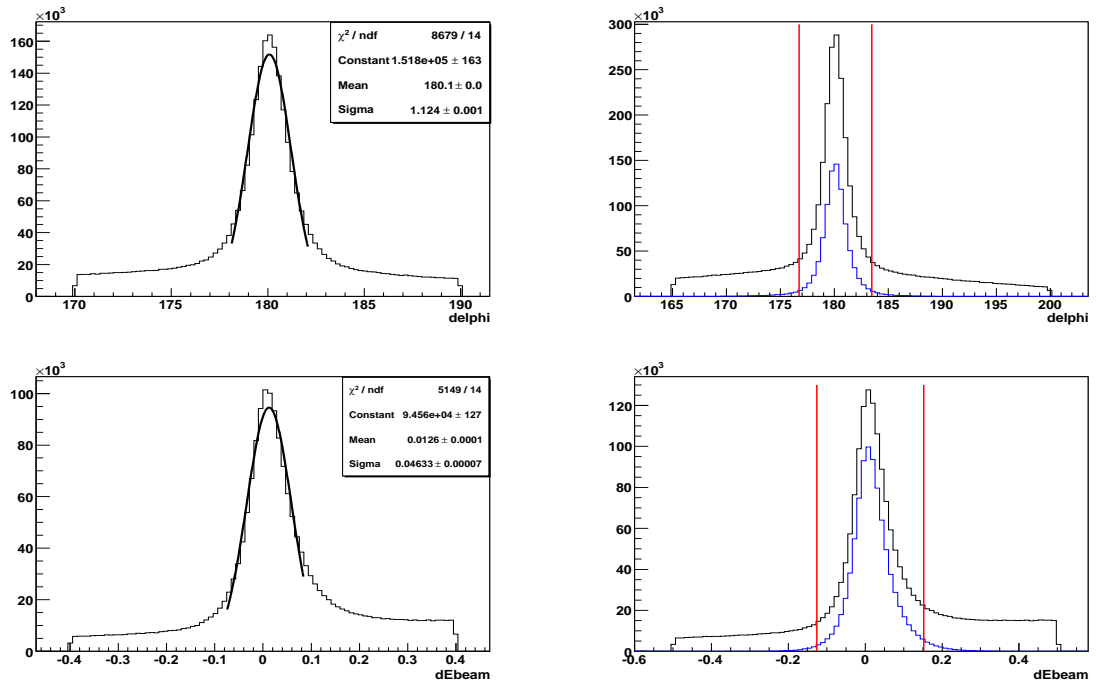 ×10³
160
140
120
100
80
60
40
20
0
χ² / ndf 8679 / 14
Constant 1.518e+05 ± 163
Mean 180.1 ± 0.0
Sigma 1.124 ± 0.001
170 175 180 185 190
delphi
×10³
300
250
200
150
100
50
0
165 170 175 180 185 190 195 200
delphi
×10³
100
80
60
40
20
0
χ² / ndf 5149 / 14
Constant 9.456e+04 ± 127
Mean 0.0126 ± 0.0001
Sigma 0.04633 ± 0.00007
-0.4 -0.3 -0.2 -0.1 0 0.1 0.2 0.3 0.4
dEbeam
×10³
120
100
80
60
40
20
0
-0.6 -0.4 -0.2 0 0.2 0.4
dEbeam